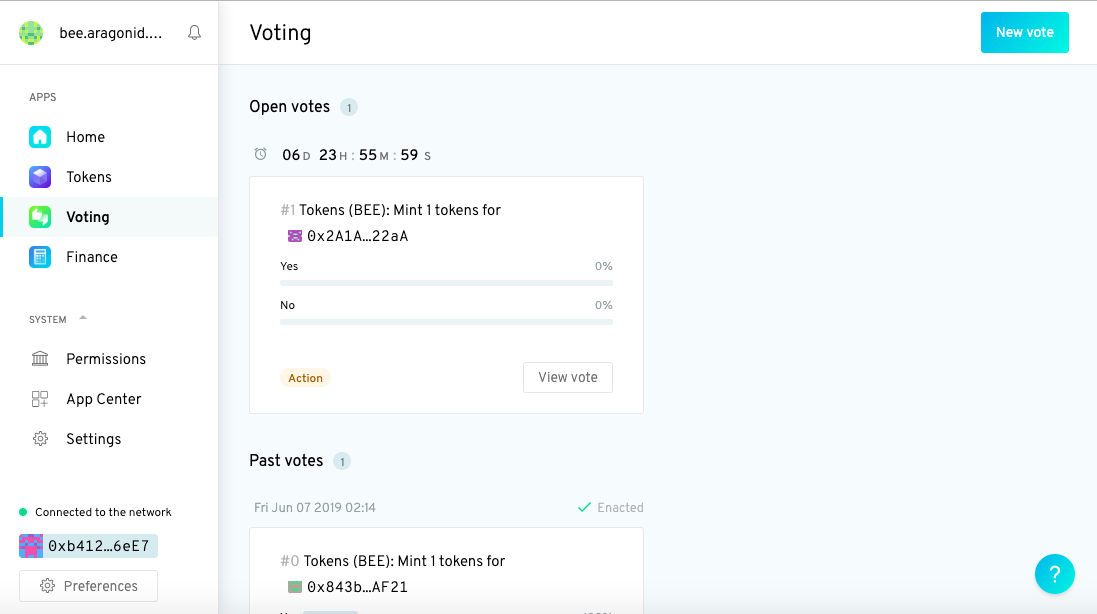 bee.aragonid....
Voting
New vote
APPS
Home
Tokens
Voting
Finance
SYSTEM
Permissions
App Center
Settings
Connected to the network
0xb412…6eE7
Preferences
Open votes 1
06 D 23 H : 55 M : 59 S
#1 Tokens (BEE): Mint 1 tokens for
0x2A1A…22aA
Yes 0%
No 0%
Action
View vote
Past votes 1
Fri Jun 07 2019 02:14
Enacted
#0 Tokens (BEE): Mint 1 tokens for
0x843b…AF21
?